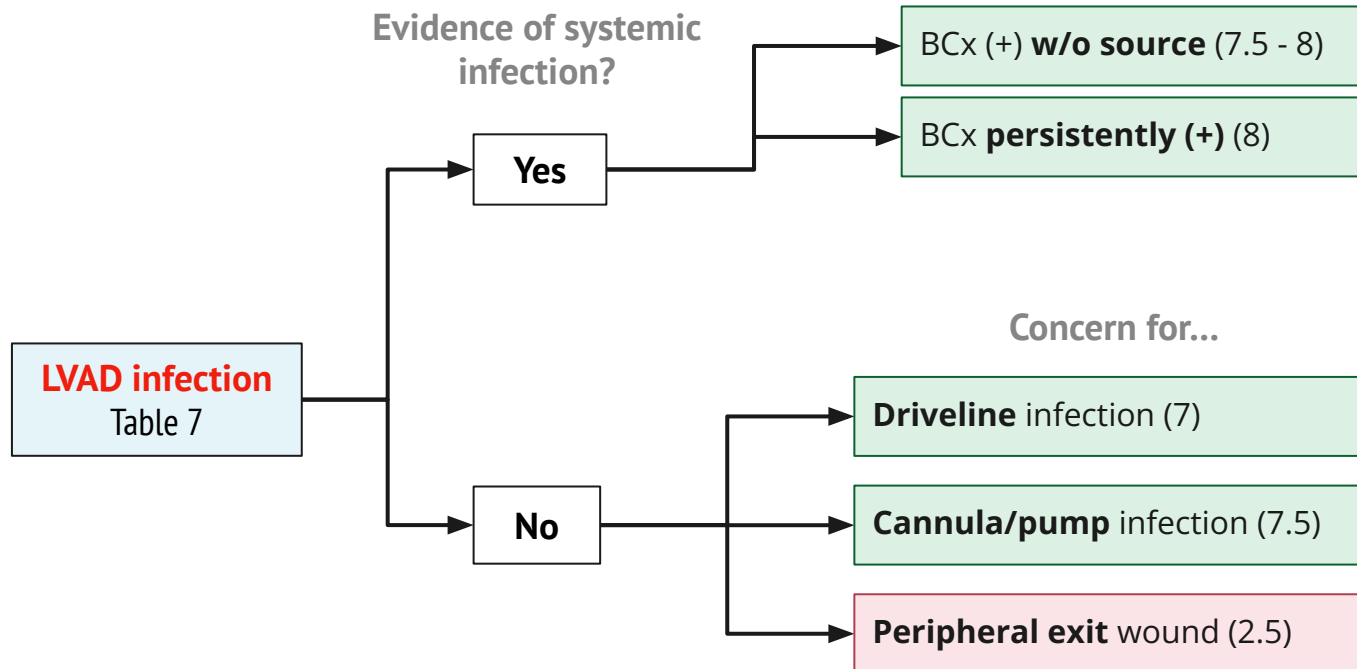 Evidence of systemic
infection?
BCx (+) w/o source (7.5 - 8)
BCx persistently (+) (8)
Yes
LVAD infection
Table 7
No
Concern for...
Driveline infection (7)
Cannula/pump infection (7.5)
Peripheral exit wound (2.5)